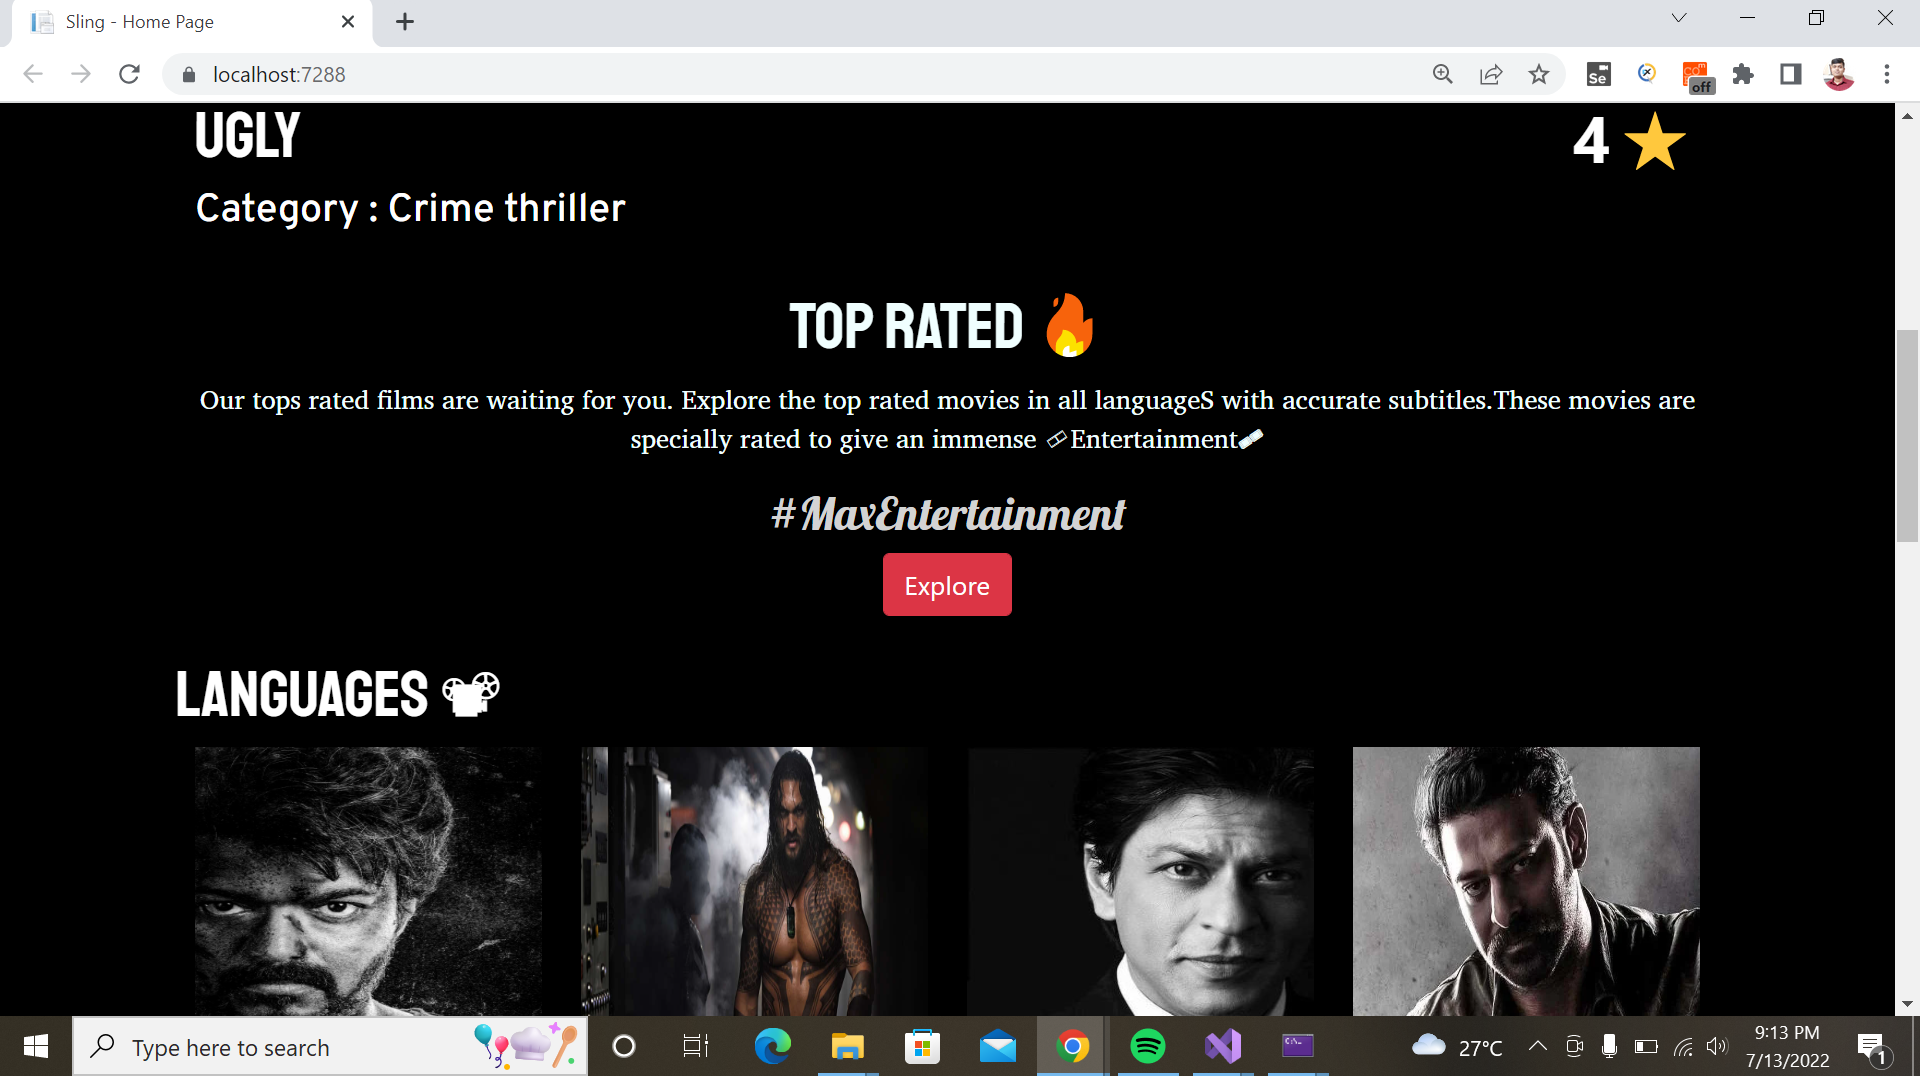 Sling - Home Page
localhost:7288
Se
off
UGLY
4
Category : Crime thriller
TOP RATED
Our tops rated films are waiting for you. Explore the top rated movies in all languageS with accurate subtitles.These movies are
specially rated to give an immense Entertainment
#MaxEntertainment
Explore
LANGUAGES
Type here to search
27°C
9:13 PM
7/13/2022
1